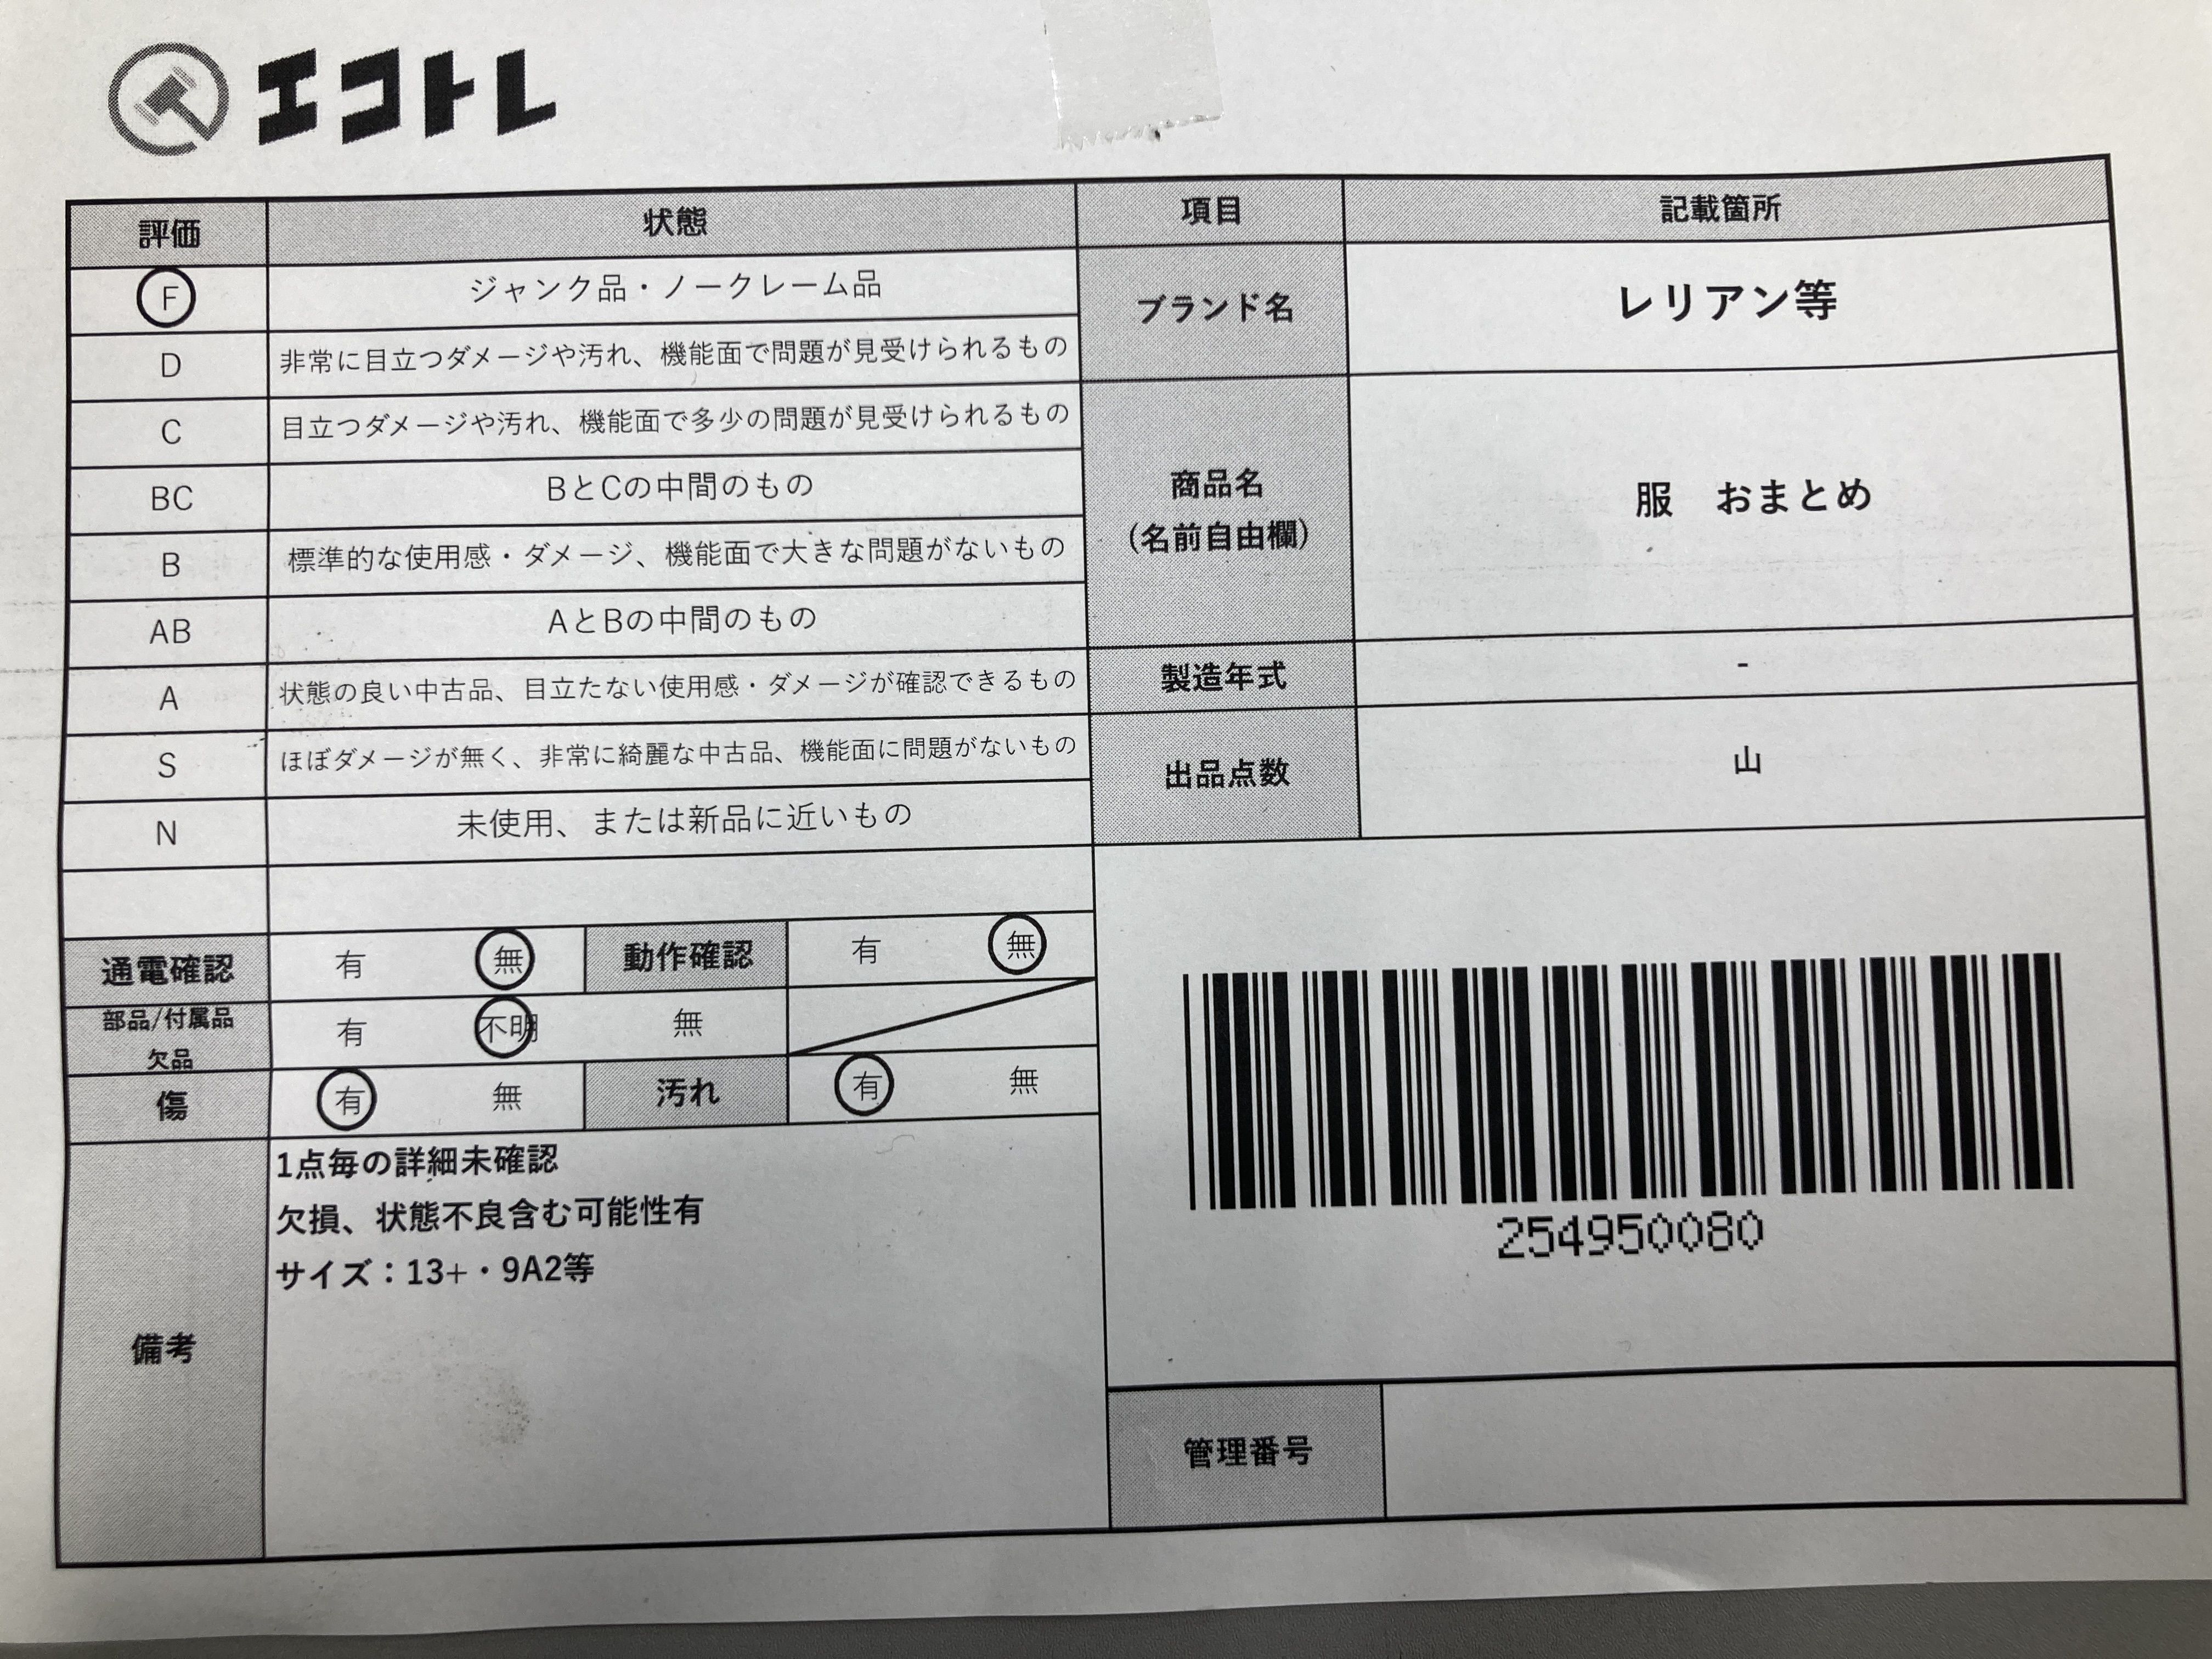 エコトレ
評価 状態
F ジャンク品・ノークレーム品
D 非常に目立つダメージや汚れ、機能面で問題が見受けられるもの
C 目立つダメージや汚れ、機能面で多少の問題が見受けられるもの
BC BとCの中間のもの
B 標準的な使用感・ダメージ、機能面で大きな問題がないもの
AB AとBの中間のもの
A 状態の良い中古品、目立たない使用感・ダメージが確認できるもの
S ほぼダメージが無く、非常に綺麗な中古品、機能面に問題がないもの
N 未使用、または新品に近いもの
通電確認 有 無 動作確認 有 無
部品/付属品
欠品
有 不明 無
傷 有 無 汚れ 有 無
備考
1点毎の詳細未確認
欠損、状態不良含む可能性有
サイズ：13+・9A2等
項目 記載箇所
ブランド名 レリアン等
商品名
（名前自由欄）
服　おまとめ
製造年式 -
出品点数 山
254950080
管理番号